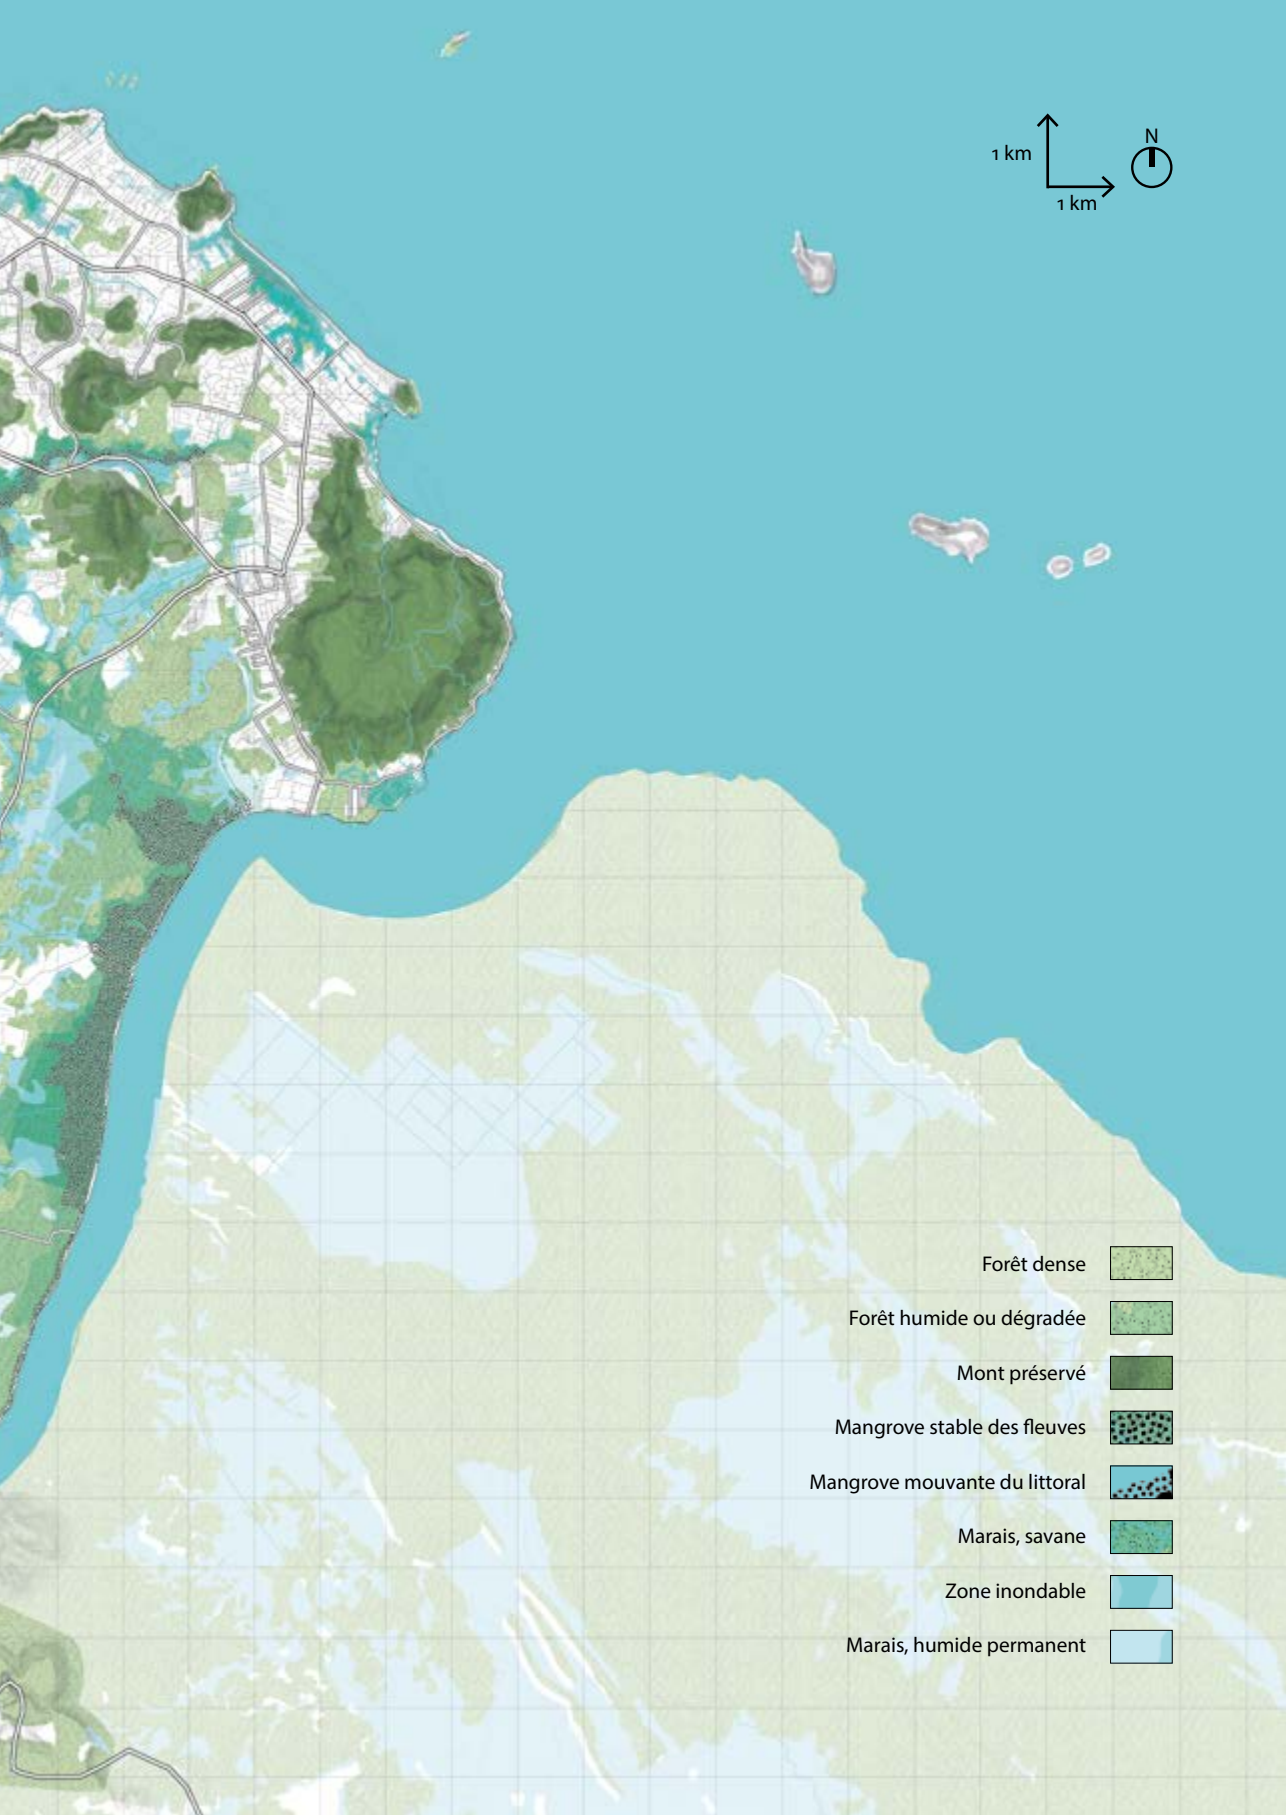 N
1 km
1 km
Forêt dense
Forêt humide ou dégradée
Mont préservé
Mangrove stable des fleuves
Mangrove mouvante du littoral
Marais, savane
Zone inondable
Marais, humide permanent